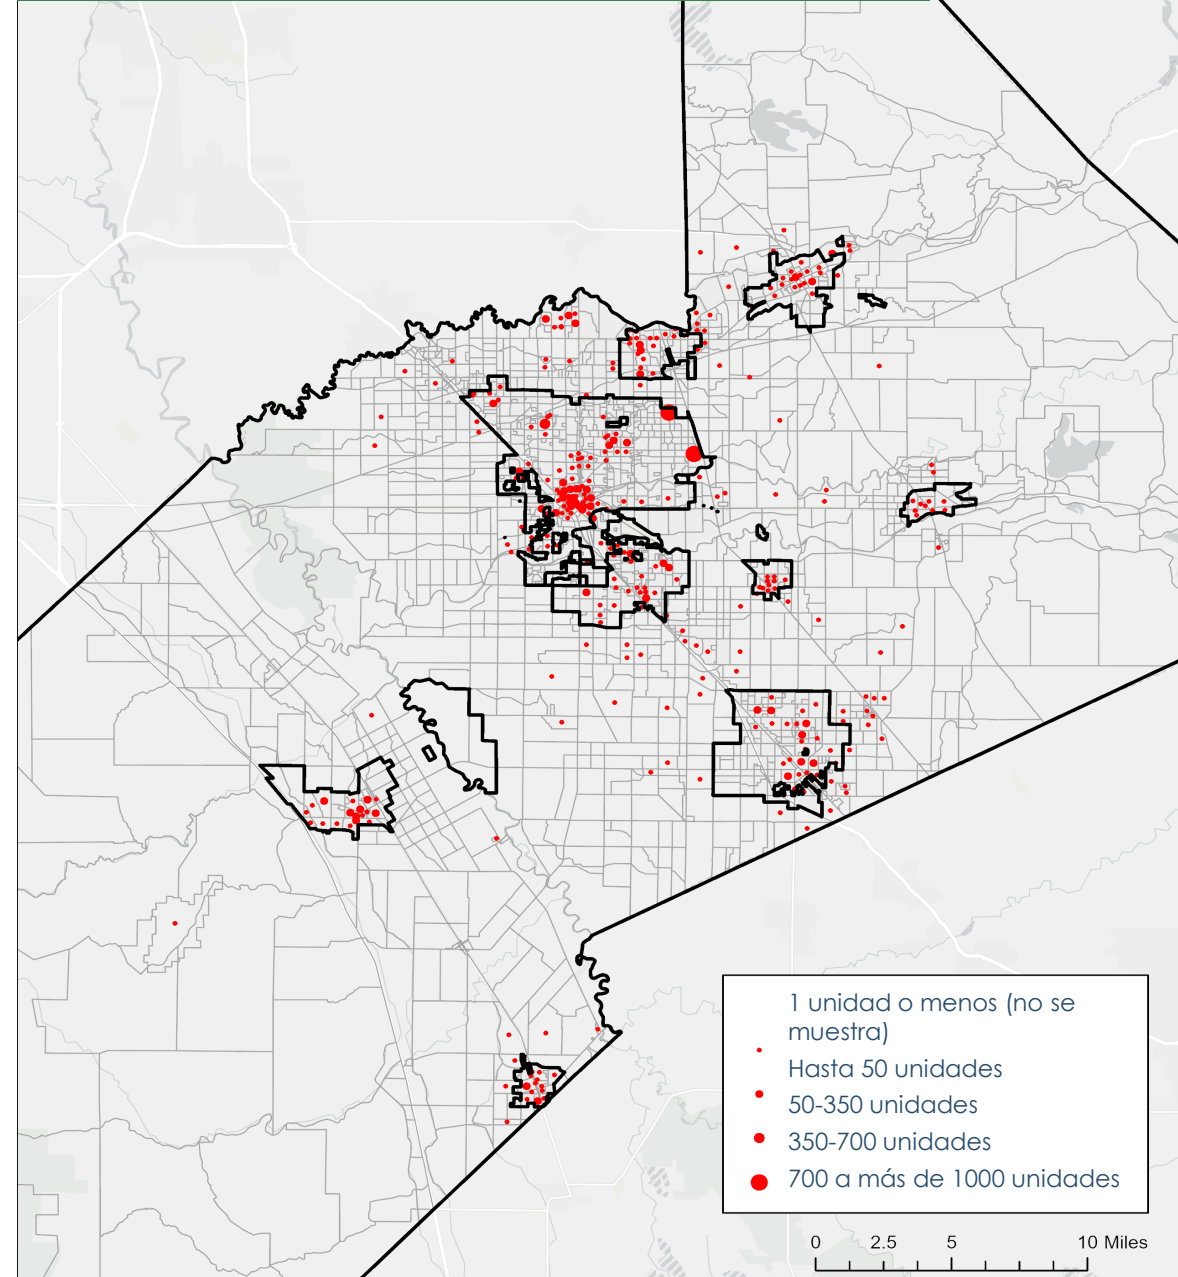 1 unidad o menos (no se
muestra)
Hasta 50 unidades
50-350 unidades
350-700 unidades
700 a más de 1000 unidades
0 2.5 5 10 Miles